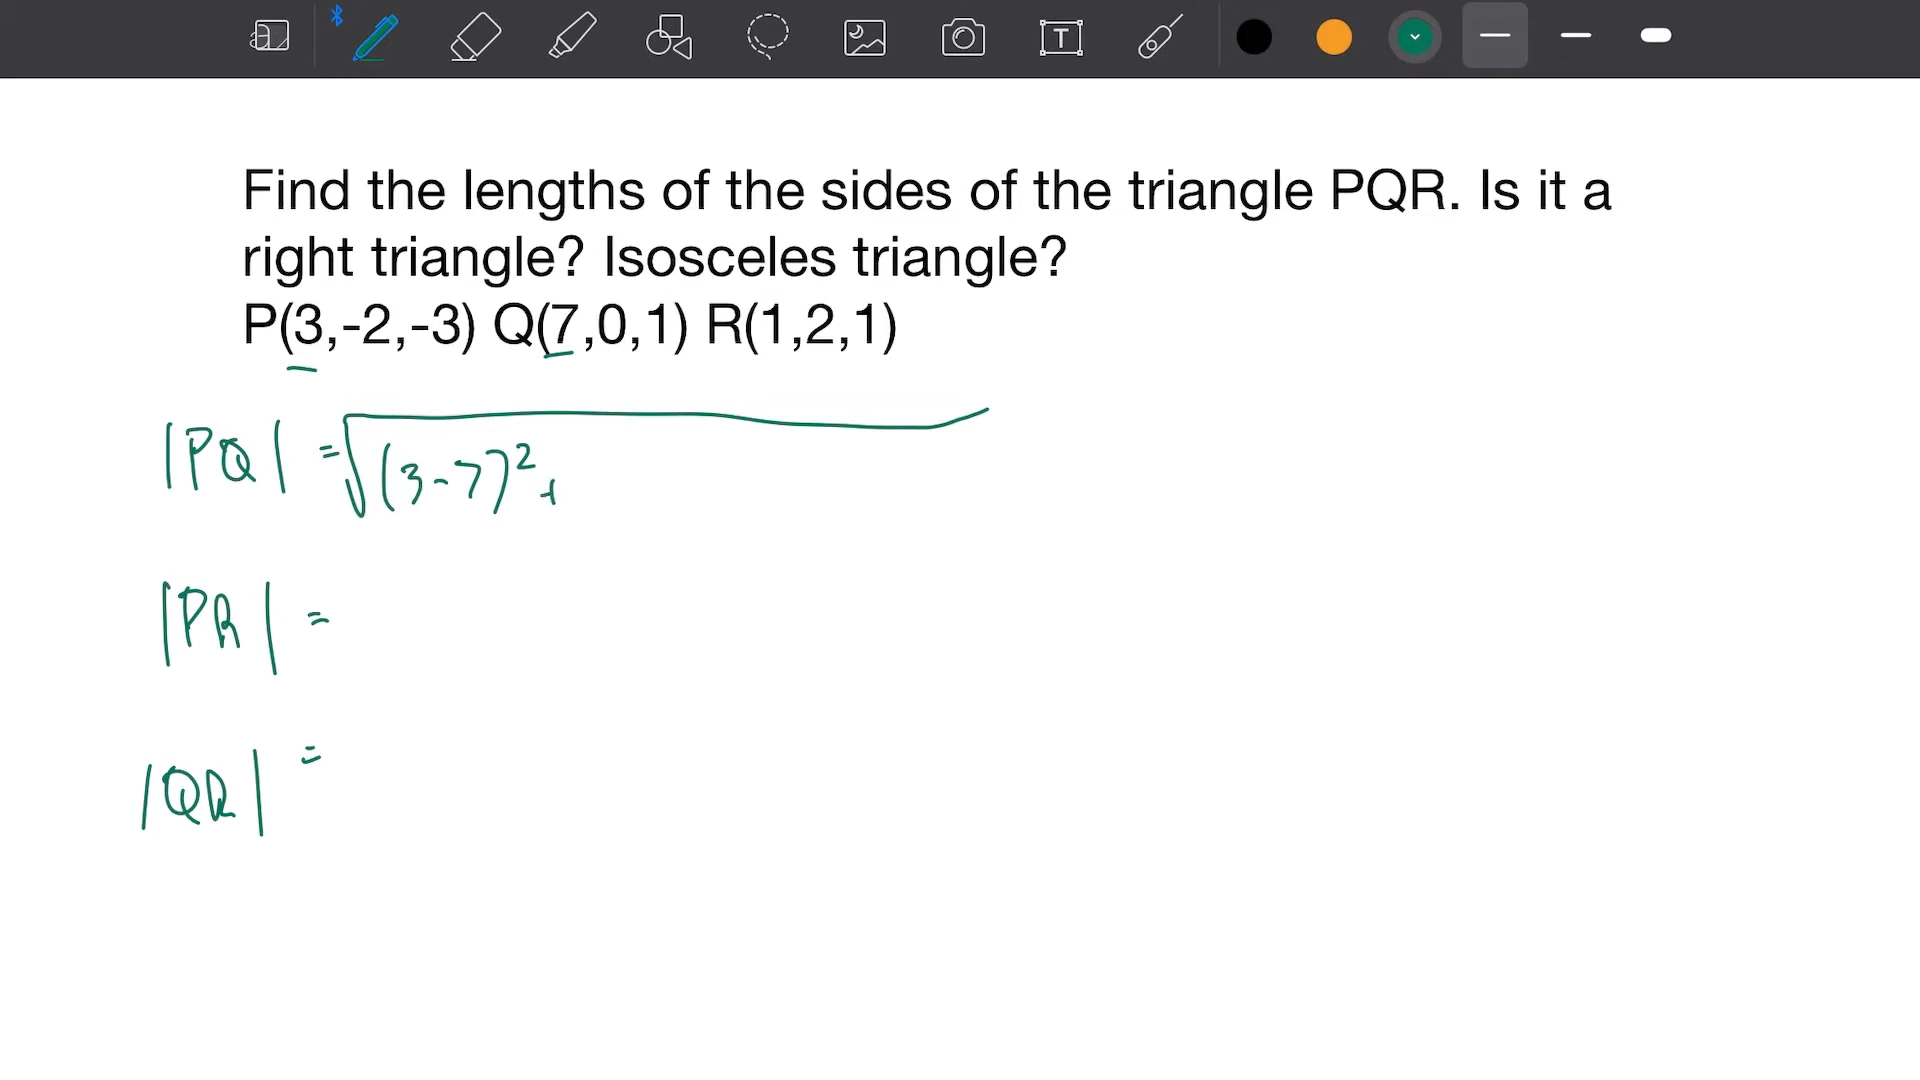 Find the lengths of the sides of the triangle PQR. Is it a
right triangle? Isosceles triangle?
P(3,-2,-3) Q(7,0,1) R(1,2,1)
|PQ| = √(3-7)² +
|PR| =
|QR| =